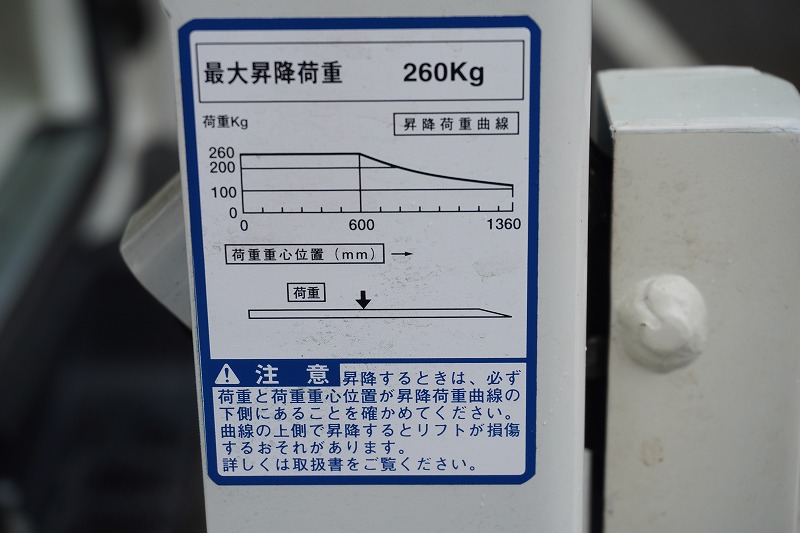 最大昇降荷重 260Kg
荷重Kg
昇降荷重曲線
260
200
100
0
0 600 1360
荷重重心位置(mm) →
荷重
注意 昇降するときは、必ず
荷重と荷重重心位置が昇降荷重曲線の
下側にあることを確かめてください。
曲線の上側で昇降するとリフトが損傷
するおそれがあります。
詳しくは取扱書をご覧ください。